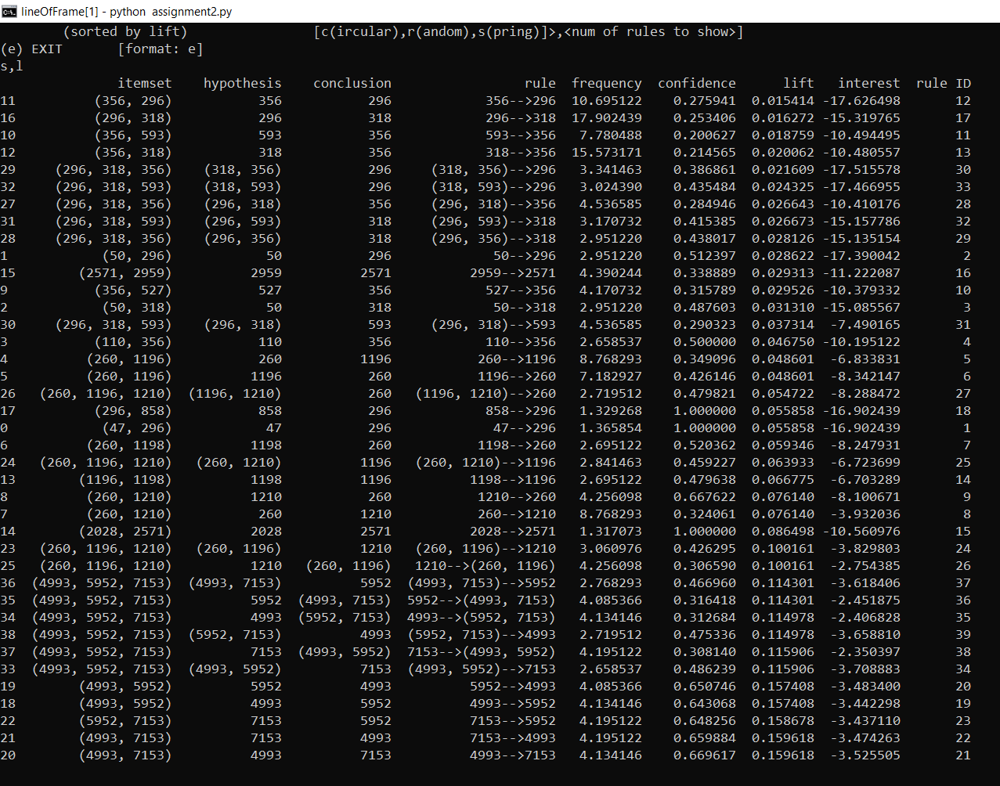 lineOfFrame[1] - python  assignment2.py
(sorted by lift)                [c(ircular),r(andom),s(pring)]>,<num of rules to show>]
(e) EXIT       [format: e]
s,l
itemset    hypothesis    conclusion    rule  frequency  confidence      lift   interest  rule ID
11          (356, 296)           356           296            356-->296  10.695122    0.275941  0.015414 -17.626498       12
16          (296, 318)           296           318            296-->318  17.902439    0.253406  0.016272 -15.319765       17
10          (356, 593)           593           356            593-->356   7.780488    0.200627  0.018759 -10.494495       11
12          (356, 318)           318           356            318-->356  15.573171    0.214565  0.020062 -10.480557       13
29     (296, 318, 356)    (318, 356)           296     (318, 356)-->296   3.341463    0.386861  0.021609 -17.515578       30
32     (296, 318, 593)    (318, 593)           296     (318, 593)-->296   3.024390    0.435484  0.024325 -17.466955       33
27     (296, 318, 356)    (296, 318)           356     (296, 318)-->356   4.536585    0.284946  0.026643 -10.410176       28
31     (296, 318, 593)    (296, 593)           318     (296, 593)-->318   3.170732    0.415385  0.026673 -15.157786       32
28     (296, 318, 356)    (296, 356)           318     (296, 356)-->318   2.951220    0.438017  0.028126 -15.135154       29
1            (50, 296)            50           296             50-->296   2.951220    0.512397  0.028622 -17.390042        2
15        (2571, 2959)          2959          2571          2959-->2571   4.390244    0.338889  0.029313 -11.222087       16
9           (356, 527)           527           356            527-->356   4.170732    0.315789  0.029526 -10.379332       10
2            (50, 318)            50           318             50-->318   2.951220    0.487603  0.031310 -15.085567        3
30     (296, 318, 593)    (296, 318)           593     (296, 318)-->593   4.536585    0.290323  0.037314  -7.490165       31
3           (110, 356)           110           356            110-->356   2.658537    0.500000  0.046750 -10.195122        4
4          (260, 1196)           260          1196           260-->1196   8.768293    0.349096  0.048601  -6.833831        5
5          (260, 1196)          1196           260           1196-->260   7.182927    0.426146  0.048601  -8.342147        6
26   (260, 1196, 1210)  (1196, 1210)           260   (1196, 1210)-->260   2.719512    0.479821  0.054722  -8.288472       27
17          (296, 858)           858           296            858-->296   1.329268    1.000000  0.055858 -16.902439       18
0            (47, 296)            47           296             47-->296   1.365854    1.000000  0.055858 -16.902439        1
6          (260, 1198)          1198           260           1198-->260   2.695122    0.520362  0.059346  -8.247931        7
24   (260, 1196, 1210)   (260, 1210)          1196   (260, 1210)-->1196   2.841463    0.459227  0.063933  -6.723699       25
13        (1196, 1198)          1198          1196          1198-->1196   2.695122    0.479638  0.066775  -6.703289       14
8          (260, 1210)          1210           260           1210-->260   4.256098    0.667622  0.076140  -8.100671        9
7          (260, 1210)           260          1210           260-->1210   8.768293    0.324061  0.076140  -3.932036        8
14        (2028, 2571)          2028          2571          2028-->2571   1.317073    1.000000  0.086498 -10.560976       15
23   (260, 1196, 1210)   (260, 1196)          1210   (260, 1196)-->1210   3.060976    0.426295  0.100161  -3.829803       24
25   (260, 1196, 1210)          1210   (260, 1196)   1210-->(260, 1196)   4.256098    0.306590  0.100161  -2.754385       26
36  (4993, 5952, 7153)  (4993, 7153)          5952  (4993, 7153)-->5952   2.768293    0.466960  0.114301  -3.618406       37
35  (4993, 5952, 7153)          5952  (4993, 7153)  5952-->(4993, 7153)   4.085366    0.316418  0.114301  -2.451875       36
34  (4993, 5952, 7153)          4993  (5952, 7153)  4993-->(5952, 7153)   4.134146    0.312684  0.114978  -2.406828       35
38  (4993, 5952, 7153)  (5952, 7153)          4993  (5952, 7153)-->4993   2.719512    0.475336  0.114978  -3.658810       39
37  (4993, 5952, 7153)          7153  (4993, 5952)  7153-->(4993, 5952)   4.195122    0.308140  0.115906  -2.350397       38
33  (4993, 5952, 7153)  (4993, 5952)          7153  (4993, 5952)-->7153   2.658537    0.486239  0.115906  -3.708883       34
19        (4993, 5952)          5952          4993          5952-->4993   4.085366    0.650746  0.157408  -3.483400       20
18        (4993, 5952)          4993          5952          4993-->5952   4.134146    0.643068  0.157408  -3.442298       19
22        (5952, 7153)          7153          5952          7153-->5952   4.195122    0.648256  0.158678  -3.437110       23
21        (4993, 7153)          7153          4993          7153-->4993   4.195122    0.659884  0.159618  -3.474263       22
20        (4993, 7153)          4993          7153          4993-->7153   4.134146    0.669617  0.159618  -3.525505       21